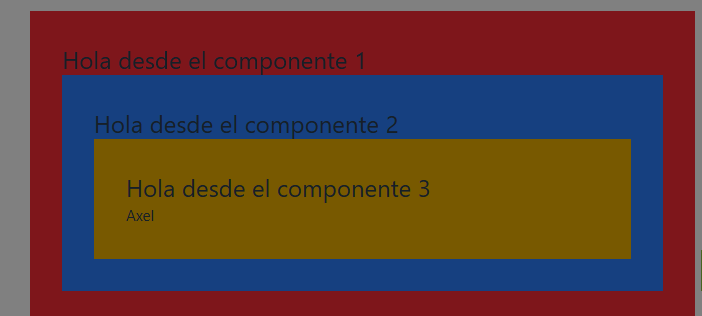 Hola desde el componente 1
Hola desde el componente 2
Hola desde el componente 3
Axel